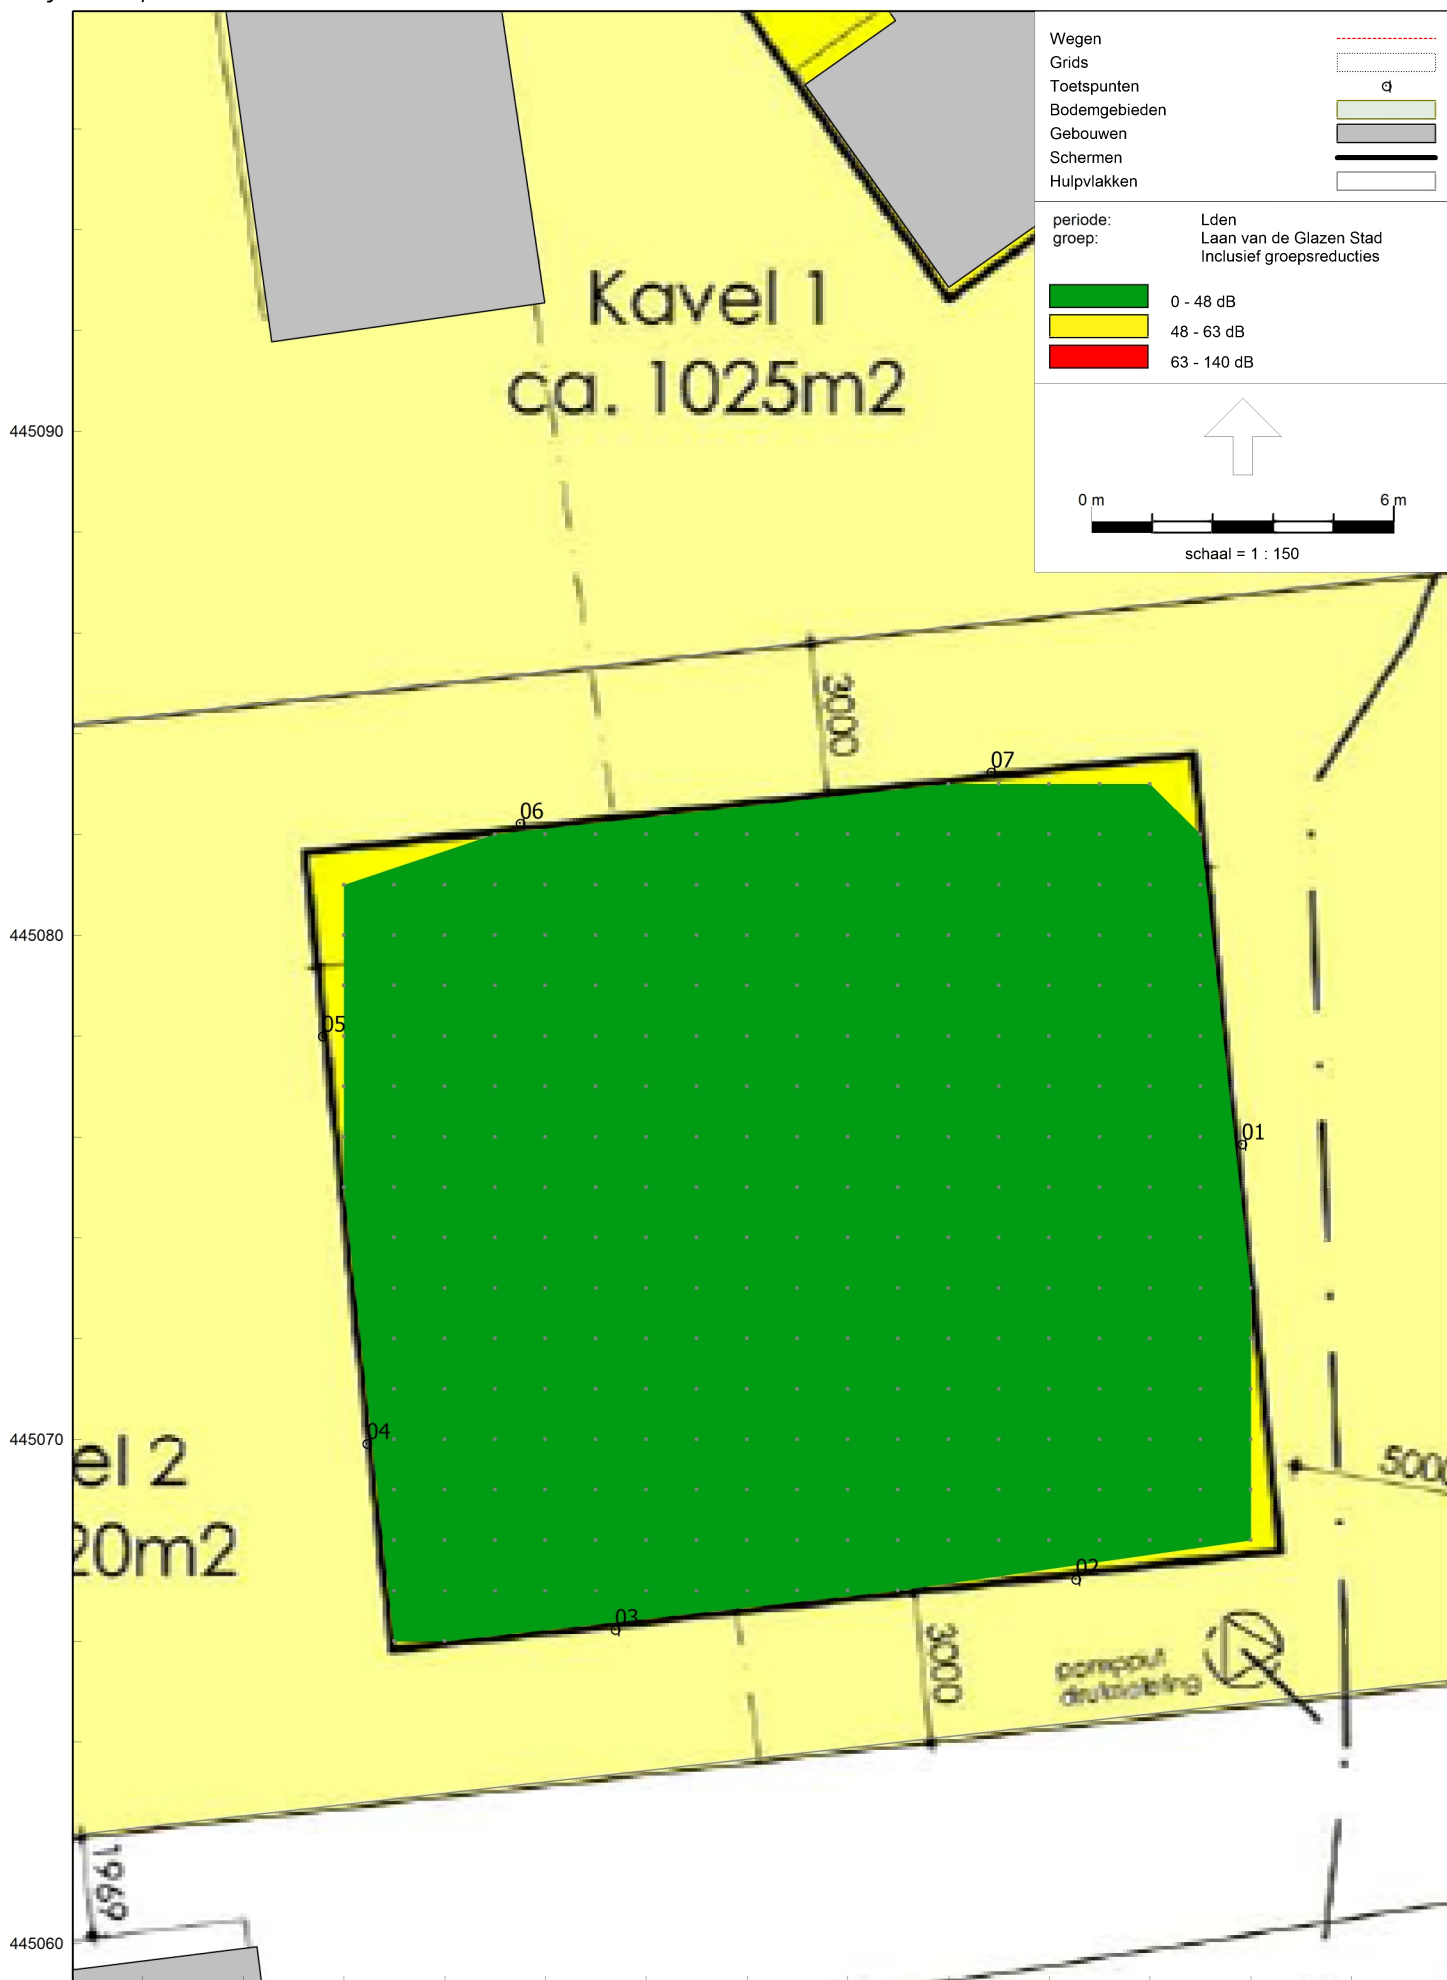 Wegen
Grids
Toetspunten
Bodemgebieden
Gebouwen
Schermen
Hulpvlakken
periode: Lden
groep: Laan van de Glazen Stad
Inclusief groepsreducties
0 - 48 dB
48 - 63 dB
63 - 140 dB
0 m 6 m
schaal = 1 : 150
Kavel 1
ca. 1025m2
445090
3000
07
06
445080
05
01
04
445070
el 2
20m2
500
02
03
3000
1969
445060